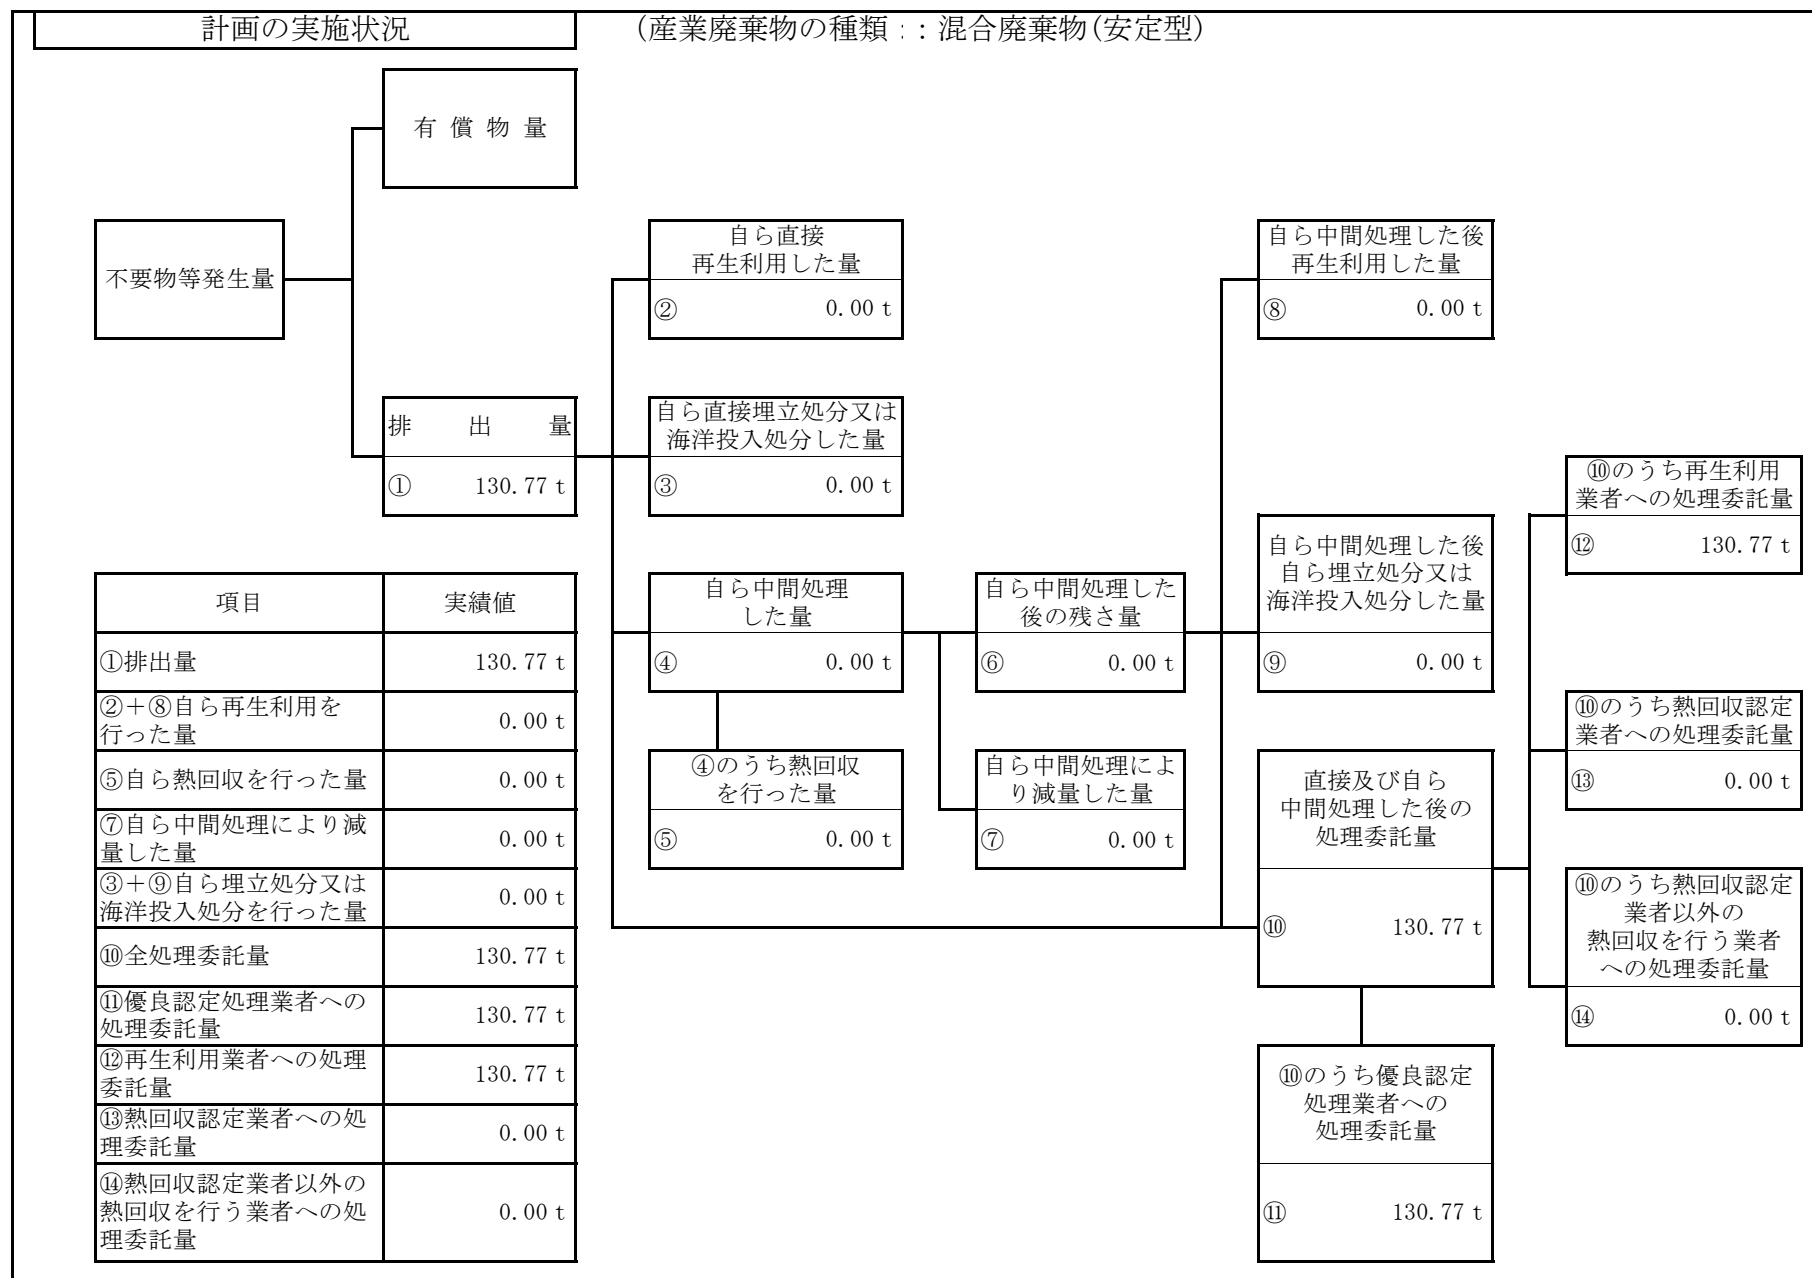 計画の実施状況
(産業廃棄物の種類 : : 混合廃棄物(安定型)
有 償 物 量
不要物等発生量
自ら直接
再生利用した量
② 0.00 t
自ら中間処理した後
再生利用した量
⑧ 0.00 t
排 出 量
① 130.77 t
自ら直接埋立処分又は
海洋投入処分した量
③ 0.00 t
⑩のうち再生利用
業者への処理委託量
⑫ 130.77 t
自ら中間処理した後
自ら埋立処分又は
海洋投入処分した量
⑨ 0.00 t
自ら中間処理
した量
④ 0.00 t
自ら中間処理した
後の残さ量
⑥ 0.00 t
④のうち熱回収
を行った量
⑤ 0.00 t
自ら中間処理によ
り減量した量
⑦ 0.00 t
直接及び自ら
中間処理した後の
処理委託量
⑩ 130.77 t
⑩のうち熱回収認定
業者への処理委託量
⑬ 0.00 t
⑩のうち熱回収認定
業者以外の
熱回収を行う業者
への処理委託量
⑭ 0.00 t
⑩のうち優良認定
処理業者への
処理委託量
⑪ 130.77 t
項目 実績値
①排出量 130.77 t
②+⑧自ら再生利用を
行った量 0.00 t
⑤自ら熱回収を行った量 0.00 t
⑦自ら中間処理により減
量した量 0.00 t
③+⑨自ら埋立処分又は
海洋投入処分を行った量 0.00 t
⑩全処理委託量 130.77 t
⑪優良認定処理業者への
処理委託量 130.77 t
⑫再生利用業者への処理
委託量 130.77 t
⑬熱回収認定業者への処
理委託量 0.00 t
⑭熱回収認定業者以外の
熱回収を行う業者への処
理委託量 0.00 t